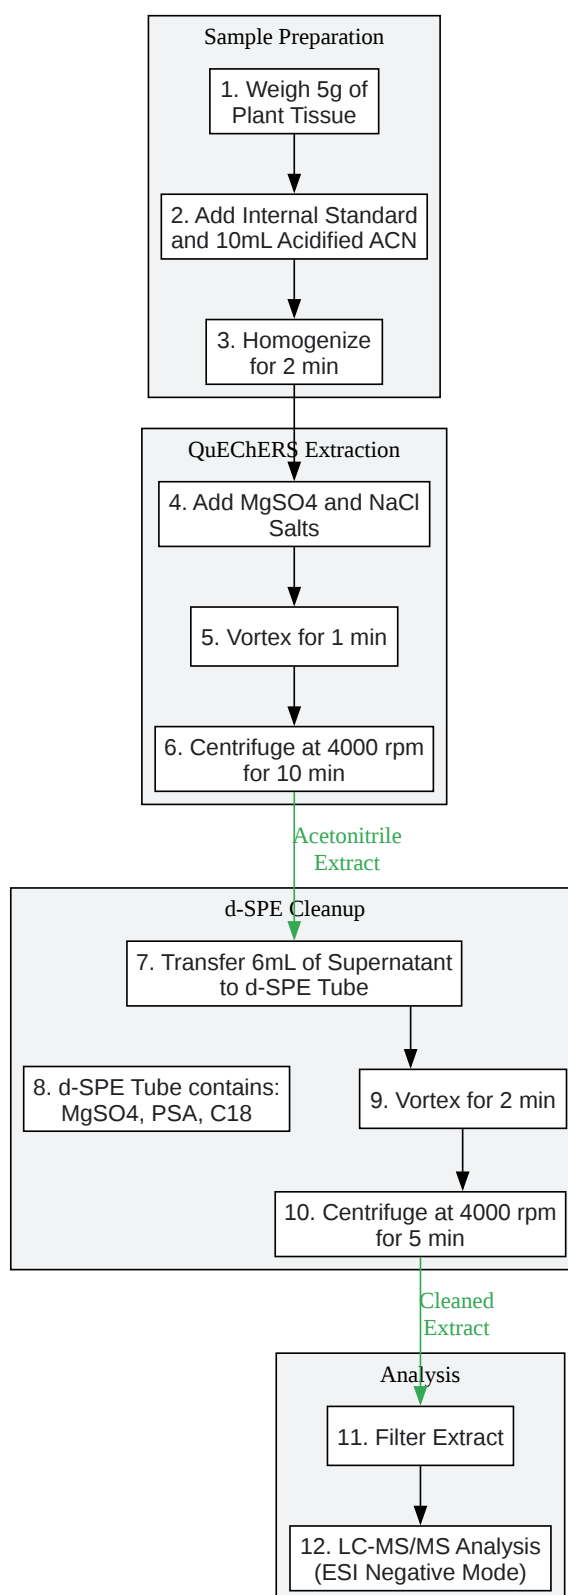 Sample Preparation
1. Weigh 5g of
Plant Tissue
2. Add Internal Standard
and 10mL Acidified ACN
3. Homogenize
for 2 min
QuEChERS Extraction
4. Add MgSO4 and NaCl
Salts
5. Vortex for 1 min
6. Centrifuge at 4000 rpm
for 10 min
Acetonitrile
Extract
d-SPE Cleanup
7. Transfer 6mL of Supernatant
to d-SPE Tube
8. d-SPE Tube contains:
MgSO4, PSA, C18
9. Vortex for 2 min
10. Centrifuge at 4000 rpm
for 5 min
Cleaned
Extract
Analysis
11. Filter Extract
12. LC-MS/MS Analysis
(ESI Negative Mode)